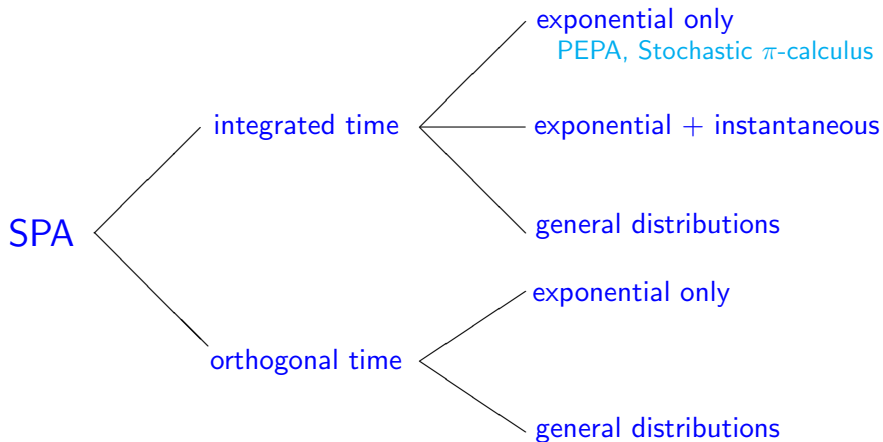 exponential only
PEPA, Stochastic π-calculus
integrated time
exponential + instantaneous
general distributions
SPA
exponential only
orthogonal time
general distributions